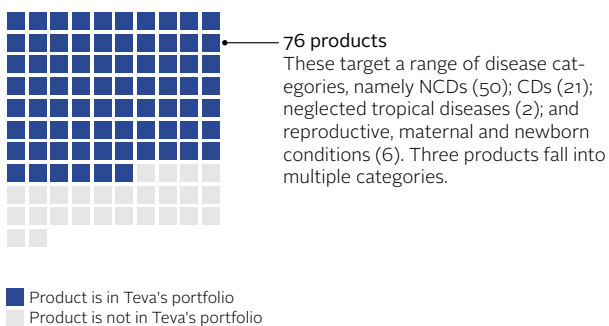 76 products
These target a range of disease cat-
egories, namely NCDs (50); CDs (21);
neglected tropical diseases (2); and
reproductive, maternal and newborn
conditions (6). Three products fall into
multiple categories.
Product is in Teva's portfolio
Product is not in Teva's portfolio